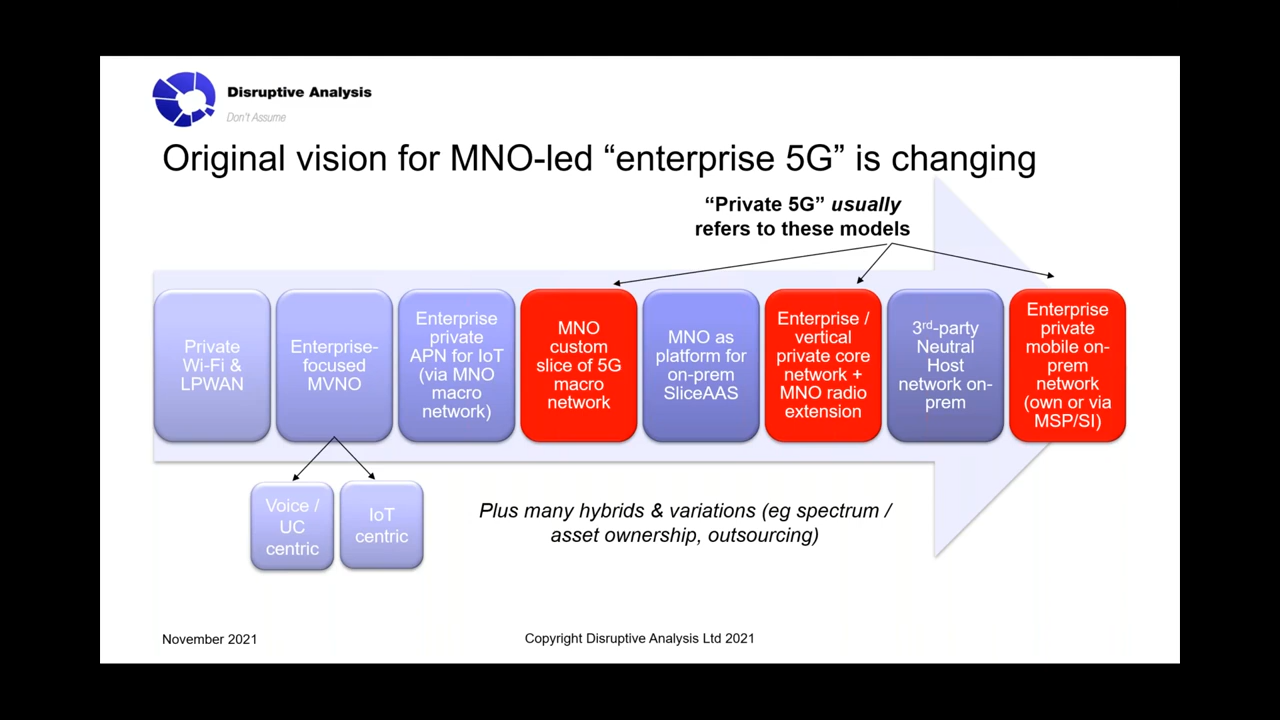 Disruptive Analysis
Don't Assume
Original vision for MNO-led “enterprise 5G” is changing
“Private 5G” usually
refers to these models
Private
Wi-Fi &
LPWAN
Enterprise-
focused
MVNO
Enterprise
private
APN for IoT
(via MNO
macro
network)
MNO
custom
slice of 5G
macro
network
MNO as
platform for
on-prem
SliceAAS
Enterprise /
vertical
private core
network +
MNO radio
extension
3rd-party
Neutral
Host
network on-
prem
Enterprise
private
mobile on-
prem
network
(own or via
MSP/SI)
Voice /
UC
centric
IoT
centric
Plus many hybrids & variations (eg spectrum /
asset ownership, outsourcing)
November 2021
Copyright Disruptive Analysis Ltd 2021